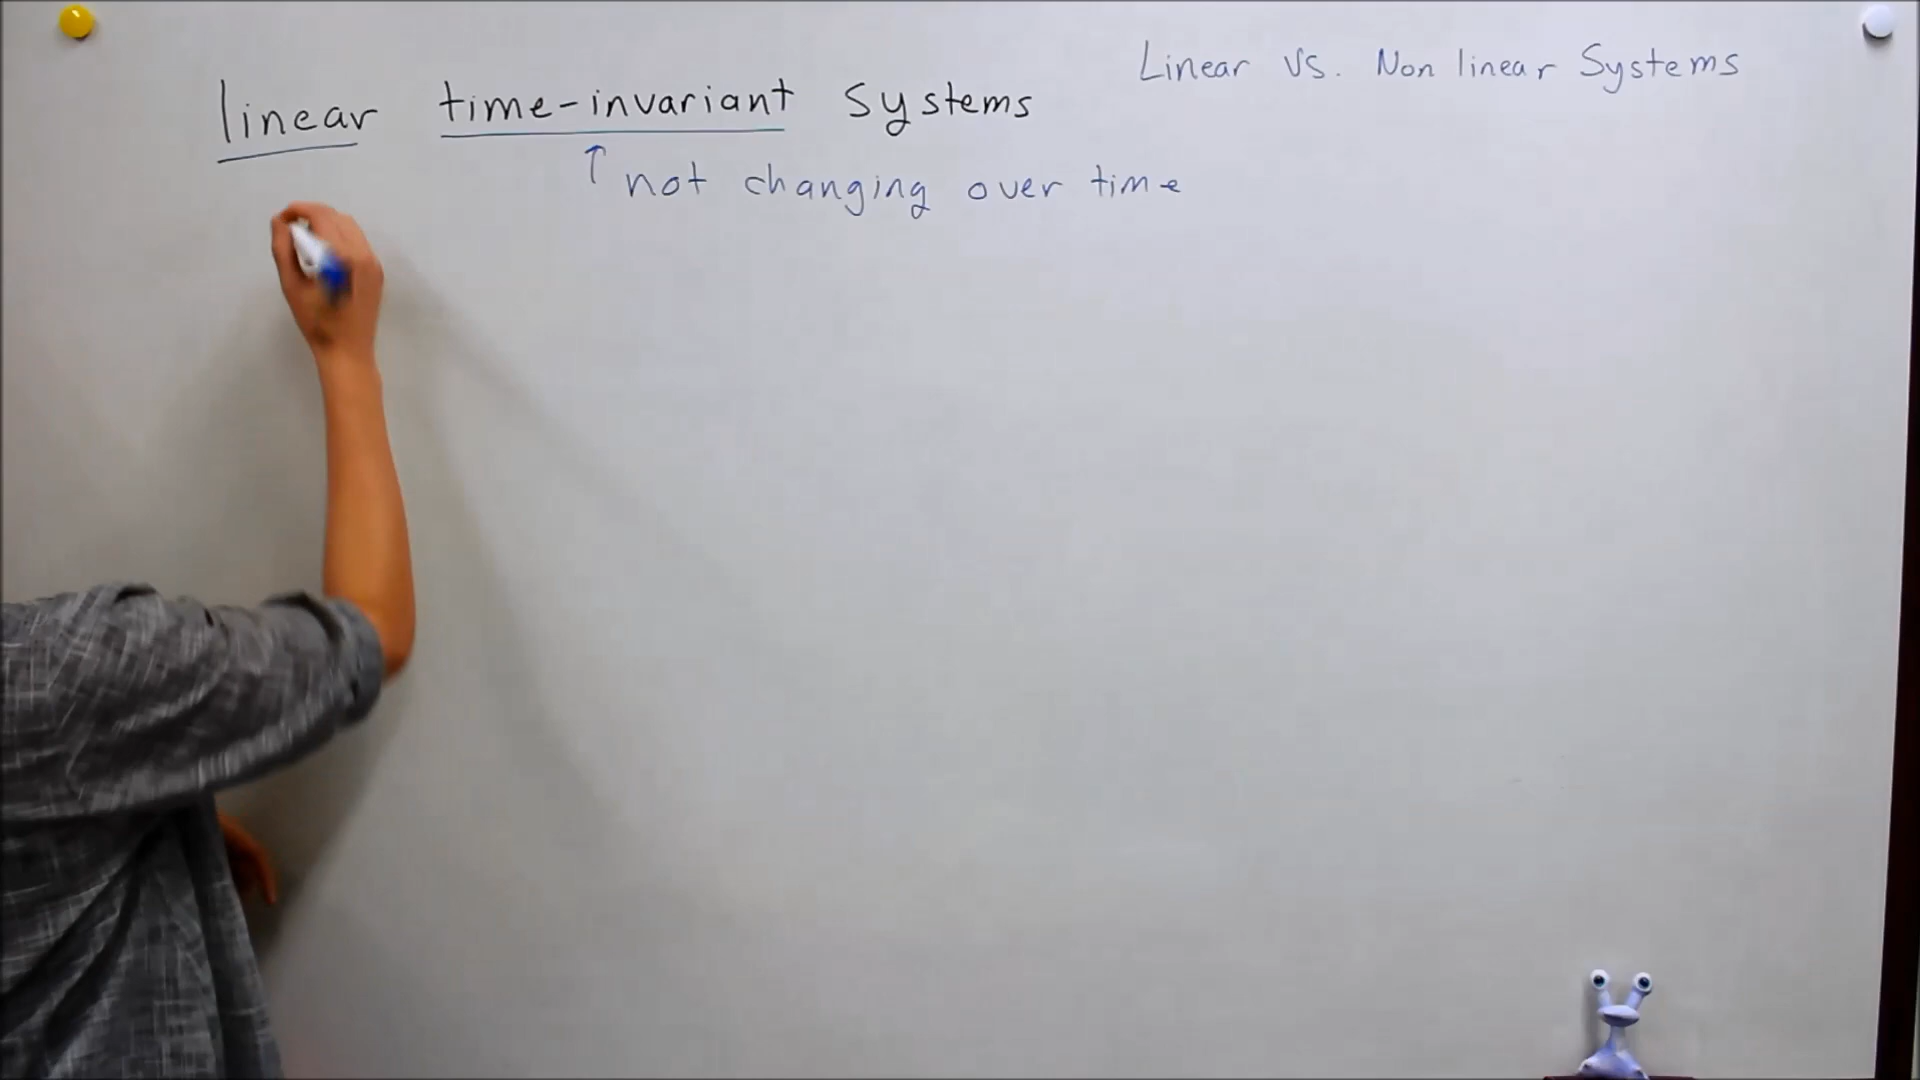 Linear vs. Non linear Systems
linear time-invariant systems
↑ not changing over time